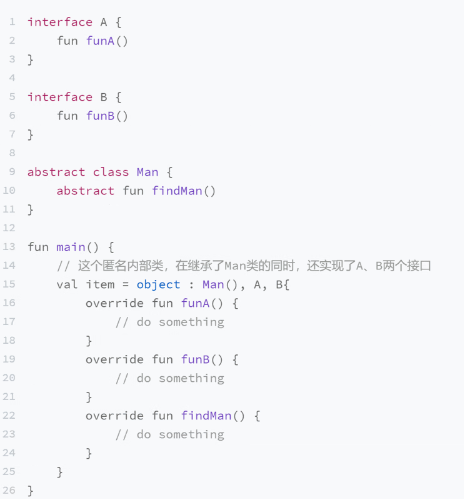 1 interface A {
2     fun funA()
3 }
4
5 interface B {
6     fun funB()
7 }
8
9 abstract class Man {
10     abstract fun findMan()
11 }
12
13 fun main() {
14     // 这个匿名内部类，在继承了Man类的同时，还实现了A、B两个接口
15     val item = object : Man(), A, B{
16         override fun funA() {
17             // do something
18         }
19         override fun funB() {
20             // do something
21         }
22         override fun findMan() {
23             // do something
24         }
25     }
26 }